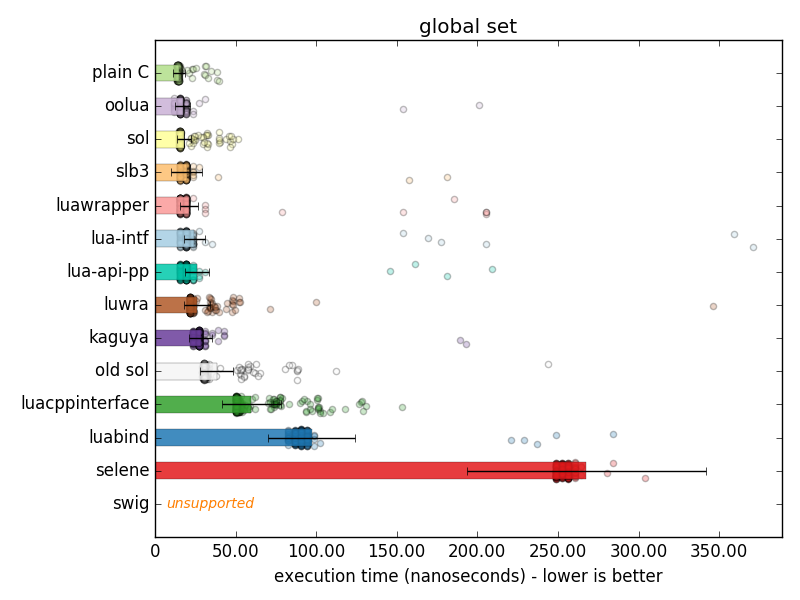 global set
plain C
oolua
sol
slb3
luawrapper
lua-intf
lua-api-pp
luwra
kaguya
old sol
luacppinterface
luabind
selene
swig unsupported
0 50.00 100.00 150.00 200.00 250.00 300.00 350.00
execution time (nanoseconds) - lower is better